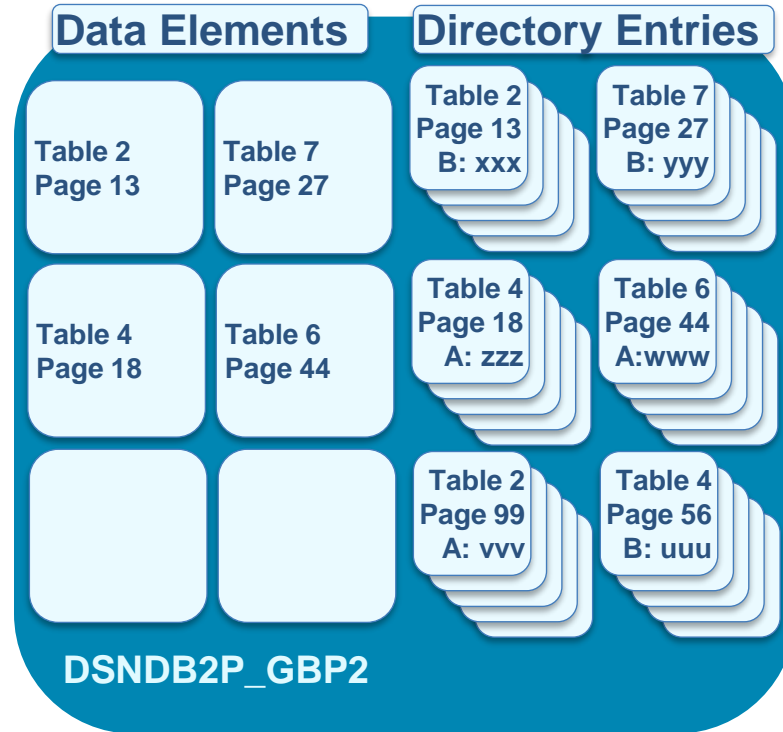 Data Elements
Directory Entries
Table 2
Page 13
Table 7
Page 27
Table 4
Page 18
Table 6
Page 44
Table 2
Page 13
B: xxx
Table 7
Page 27
B: yyy
Table 4
Page 18
A: zzz
Table 6
Page 44
A:www
Table 2
Page 99
A: vvv
Table 4
Page 56
B: uuu
DSNDB2P_GBP2